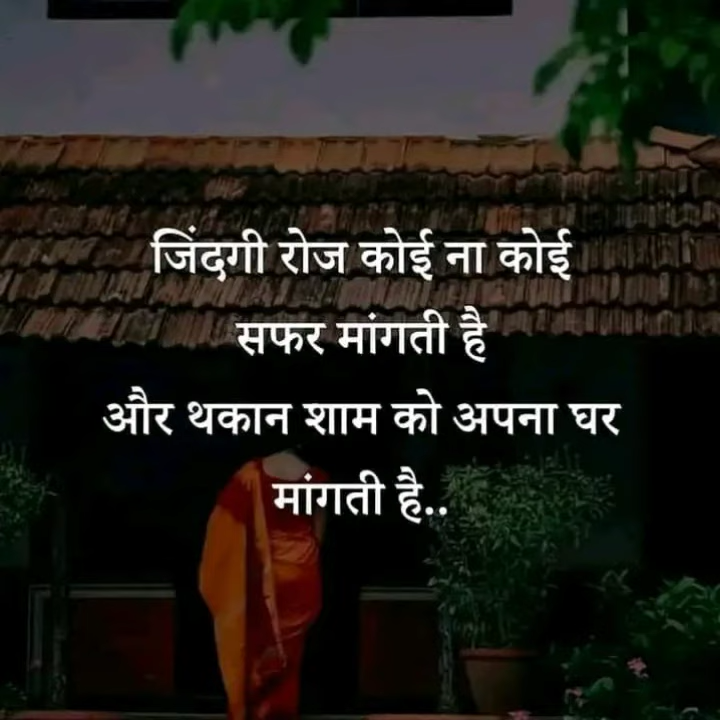 जिंदगी रोज कोई ना कोई
सफर मांगती है
और थकान शाम को अपना घर
मांगती है..